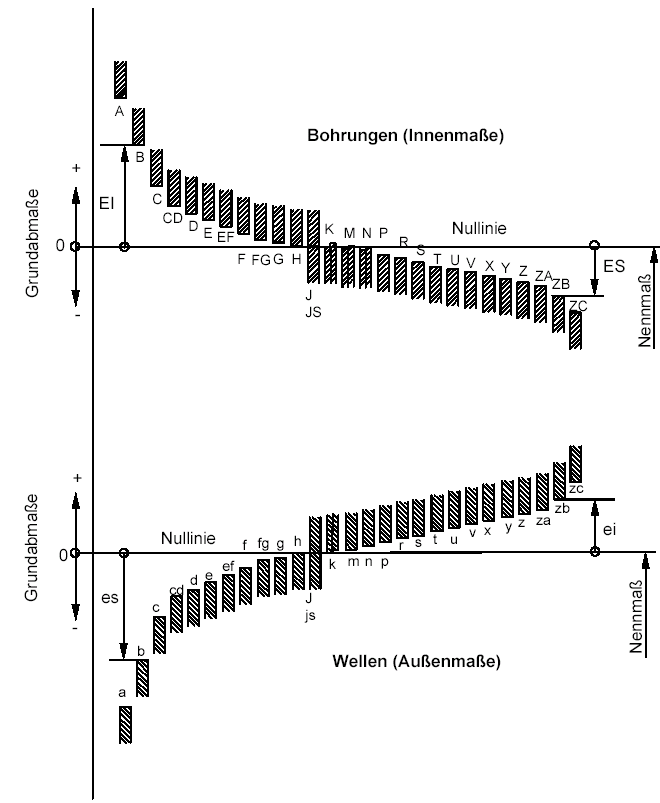 A
B
Bohrungen (Innenmaße)
+
C
EI
CD
D
E
EF
K
M
N
P
R
S
Nullinie
Grundabmaße
0
F
FG
G
H
T
U
V
X
Y
Z
ZA
ZB
ES
ZC
J
JS
-
Nennmaß
+
zc
zb
za
z
y
x
v
u
t
s
r
p
n
m
k
ei
Nullinie
f
fg
g
h
Grundabmaße
0
ef
e
d
cd
c
es
J
js
-
Nennmaß
b
Wellen (Außenmaße)
a